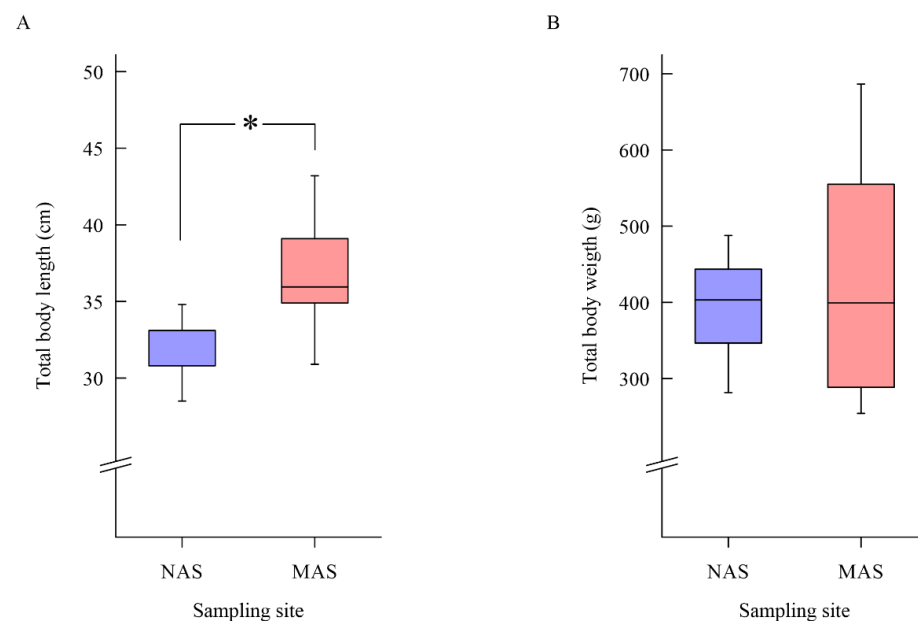 A
50
45
40
35
30
Total body length (cm)
*
NAS
MAS
Sampling site
B
700
600
500
400
300
Total body weigth (g)
NAS
MAS
Sampling site